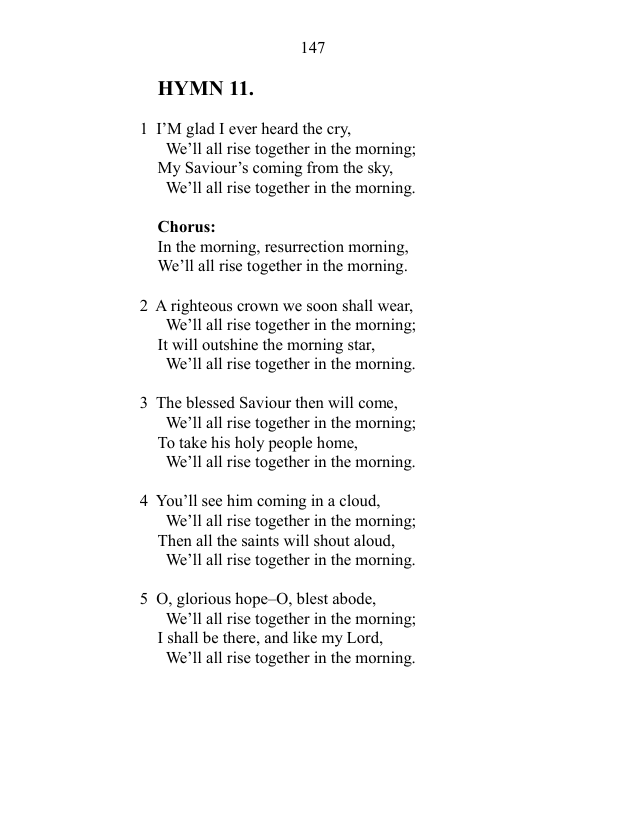 147
HYMN 11.
1 I’M glad I ever heard the cry,
We’ll all rise together in the morning;
My Saviour’s coming from the sky,
We’ll all rise together in the morning.
Chorus:
In the morning, resurrection morning,
We’ll all rise together in the morning.
2 A righteous crown we soon shall wear,
We’ll all rise together in the morning;
It will outshine the morning star,
We’ll all rise together in the morning.
3 The blessed Saviour then will come,
We’ll all rise together in the morning;
To take his holy people home,
We’ll all rise together in the morning.
4 You’ll see him coming in a cloud,
We’ll all rise together in the morning;
Then all the saints will shout aloud,
We’ll all rise together in the morning.
5 O, glorious hope–O, blest abode,
We’ll all rise together in the morning;
I shall be there, and like my Lord,
We’ll all rise together in the morning.